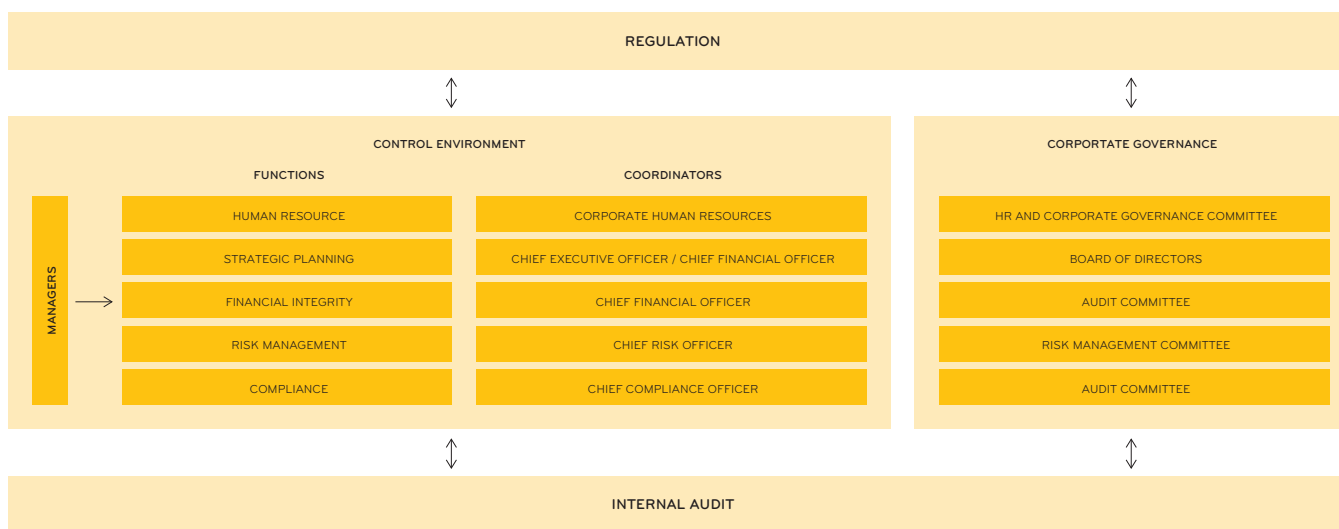 REGULATION
CONTROL ENVIRONMENT
CORPORTATE GOVERNANCE
FUNCTIONS
COORDINATORS
MANAGERS
HUMAN RESOURCE
CORPORATE HUMAN RESOURCES
HR AND CORPORATE GOVERNANCE COMMITTEE
STRATEGIC PLANNING
CHIEF EXECUTIVE OFFICER / CHIEF FINANCIAL OFFICER
BOARD OF DIRECTORS
FINANCIAL INTEGRITY
CHIEF FINANCIAL OFFICER
AUDIT COMMITTEE
RISK MANAGEMENT
CHIEF RISK OFFICER
RISK MANAGEMENT COMMITTEE
COMPLIANCE
CHIEF COMPLIANCE OFFICER
AUDIT COMMITTEE
INTERNAL AUDIT